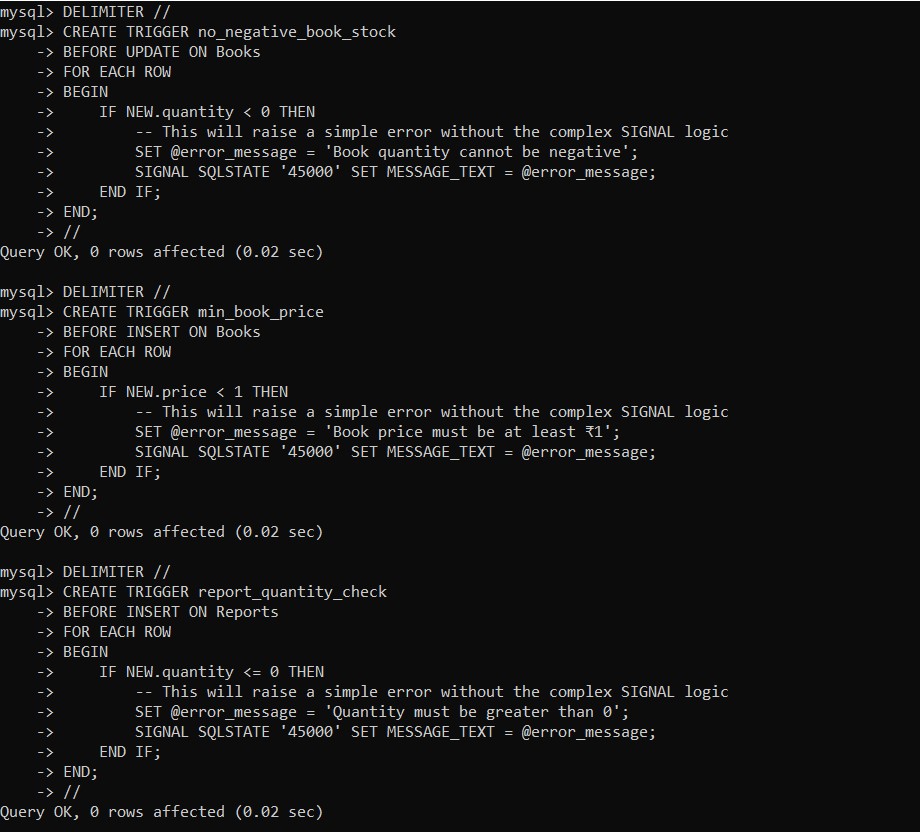 mysql> DELIMITER //
mysql> CREATE TRIGGER no_negative_book_stock
    -> BEFORE UPDATE ON Books
    -> FOR EACH ROW
    -> BEGIN
    ->     IF NEW.quantity < 0 THEN
    ->         -- This will raise a simple error without the complex SIGNAL logic
    ->         SET @error_message = 'Book quantity cannot be negative';
    ->         SIGNAL SQLSTATE '45000' SET MESSAGE_TEXT = @error_message;
    ->     END IF;
    -> END;
    -> //
Query OK, 0 rows affected (0.02 sec)

mysql> DELIMITER //
mysql> CREATE TRIGGER min_book_price
    -> BEFORE INSERT ON Books
    -> FOR EACH ROW
    -> BEGIN
    ->     IF NEW.price < 1 THEN
    ->         -- This will raise a simple error without the complex SIGNAL logic
    ->         SET @error_message = 'Book price must be at least ₹1';
    ->         SIGNAL SQLSTATE '45000' SET MESSAGE_TEXT = @error_message;
    ->     END IF;
    -> END;
    -> //
Query OK, 0 rows affected (0.02 sec)

mysql> DELIMITER //
mysql> CREATE TRIGGER report_quantity_check
    -> BEFORE INSERT ON Reports
    -> FOR EACH ROW
    -> BEGIN
    ->     IF NEW.quantity <= 0 THEN
    ->         -- This will raise a simple error without the complex SIGNAL logic
    ->         SET @error_message = 'Quantity must be greater than 0';
    ->         SIGNAL SQLSTATE '45000' SET MESSAGE_TEXT = @error_message;
    ->     END IF;
    -> END;
    -> //
Query OK, 0 rows affected (0.02 sec)